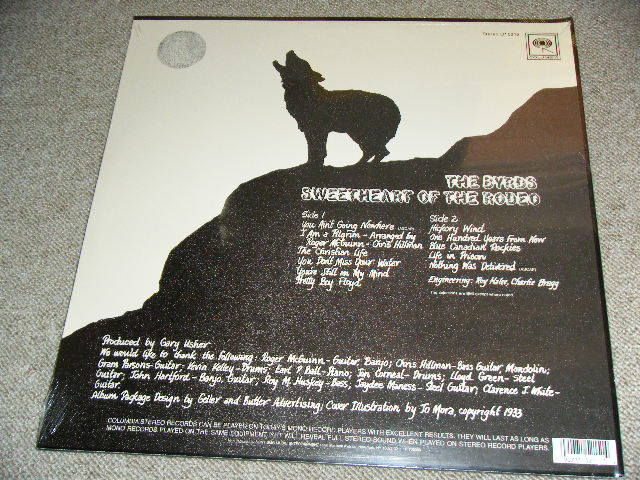 Stereo LP 5215
COLUMBIA
THE BYRDS
SWEETHEART OF THE RODEO
Side 1
You Ain't Going Nowhere (ASCAP)
I Am a Pilgrim - Arranged by
Roger McGuinn - Chris Hillman
The Christian Life
You Don't Miss Your Water
You're Still on My Mind
Pretty Boy Floyd
Side 2
Hickory Wind
One Hundred Years From Now
Blue Canadian Rockies
Life in Prison
Nothing Was Delivered (ASCAP)
Engineering: Roy Halee, Charlie Bragg
Produced by Gary Usher
We would like to thank the following: Roger McGuinn-Guitar, Banjo; Chris Hillman-Bass Guitar, Mandolin;
Gram Parsons-Guitar; Kevin Kelley-Drums; Earl P. Ball-Piano; Jon Corneal-Drums; Lloyd Green-Steel
Guitar; John Hartford-Banjo, Guitar; Roy M. Huskey-Bass; Jaydee Maness-Steel Guitar; Clarence J. White-
Guitar.
Album Package Design by Geller and Butler Advertising; Cover Illustration by Jo Mora, copyright 1933
COLUMBIA STEREO RECORDS CAN BE PLAYED ON TODAY'S MONO RECORD PLAYERS WITH EXCELLENT RESULTS. THEY WILL LAST AS LONG AS
MONO RECORDS PLAYED ON THE SAME EQUIPMENT, BUT WILL REVEAL FULL STEREO SOUND WHEN PLAYED ON STEREO RECORD PLAYERS.